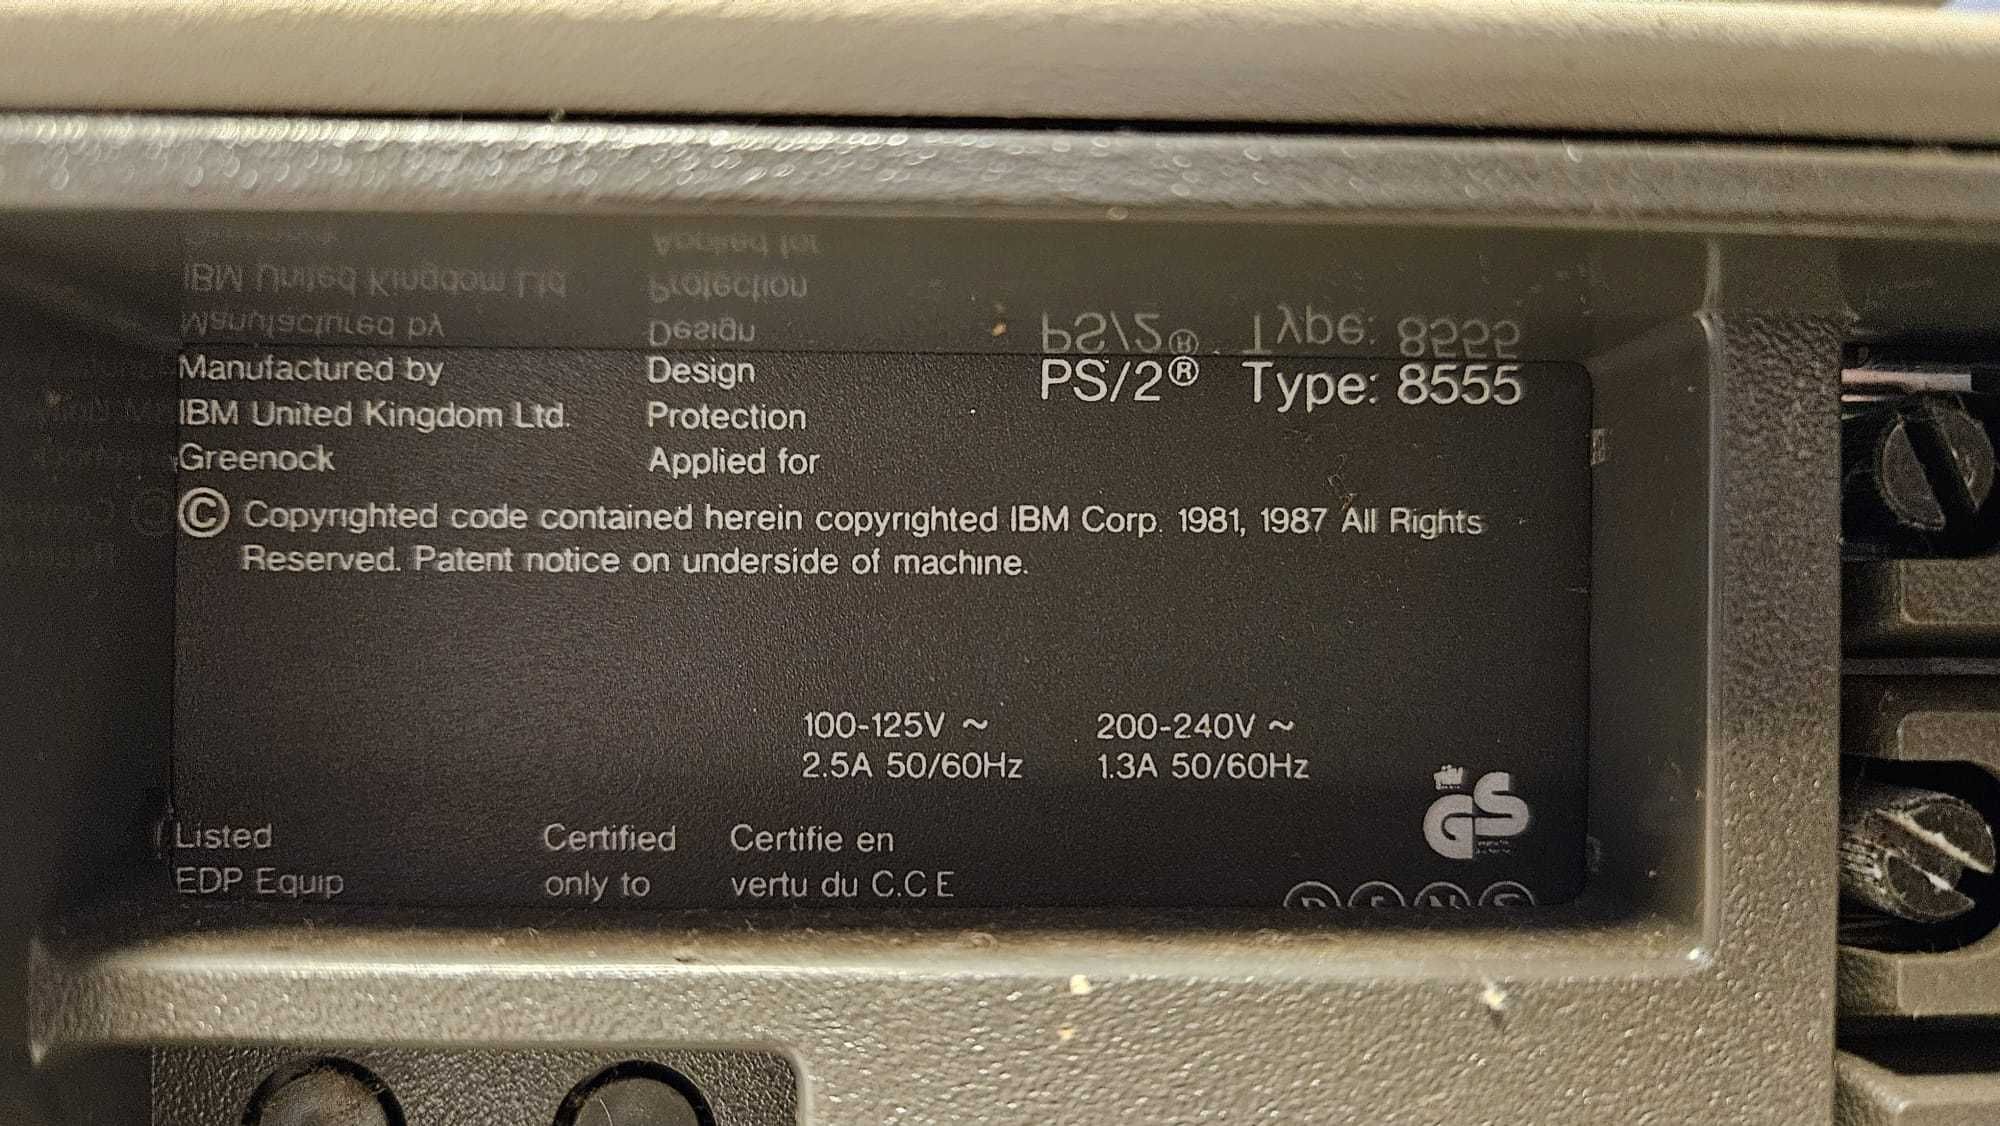 Manufactured by
IBM United Kingdom Ltd.
Greenock
Design
Protection
Applied for
PS/2® Type: 8555
© Copyrighted code contained herein copyrighted IBM Corp. 1981, 1987 All Rights
Reserved. Patent notice on underside of machine.
100-125V ~
2.5A 50/60Hz
200-240V ~
1.3A 50/60Hz
GS
Listed
EDP Equip
Certified
only to
Certifie en
vertu du C.C E
D E N S